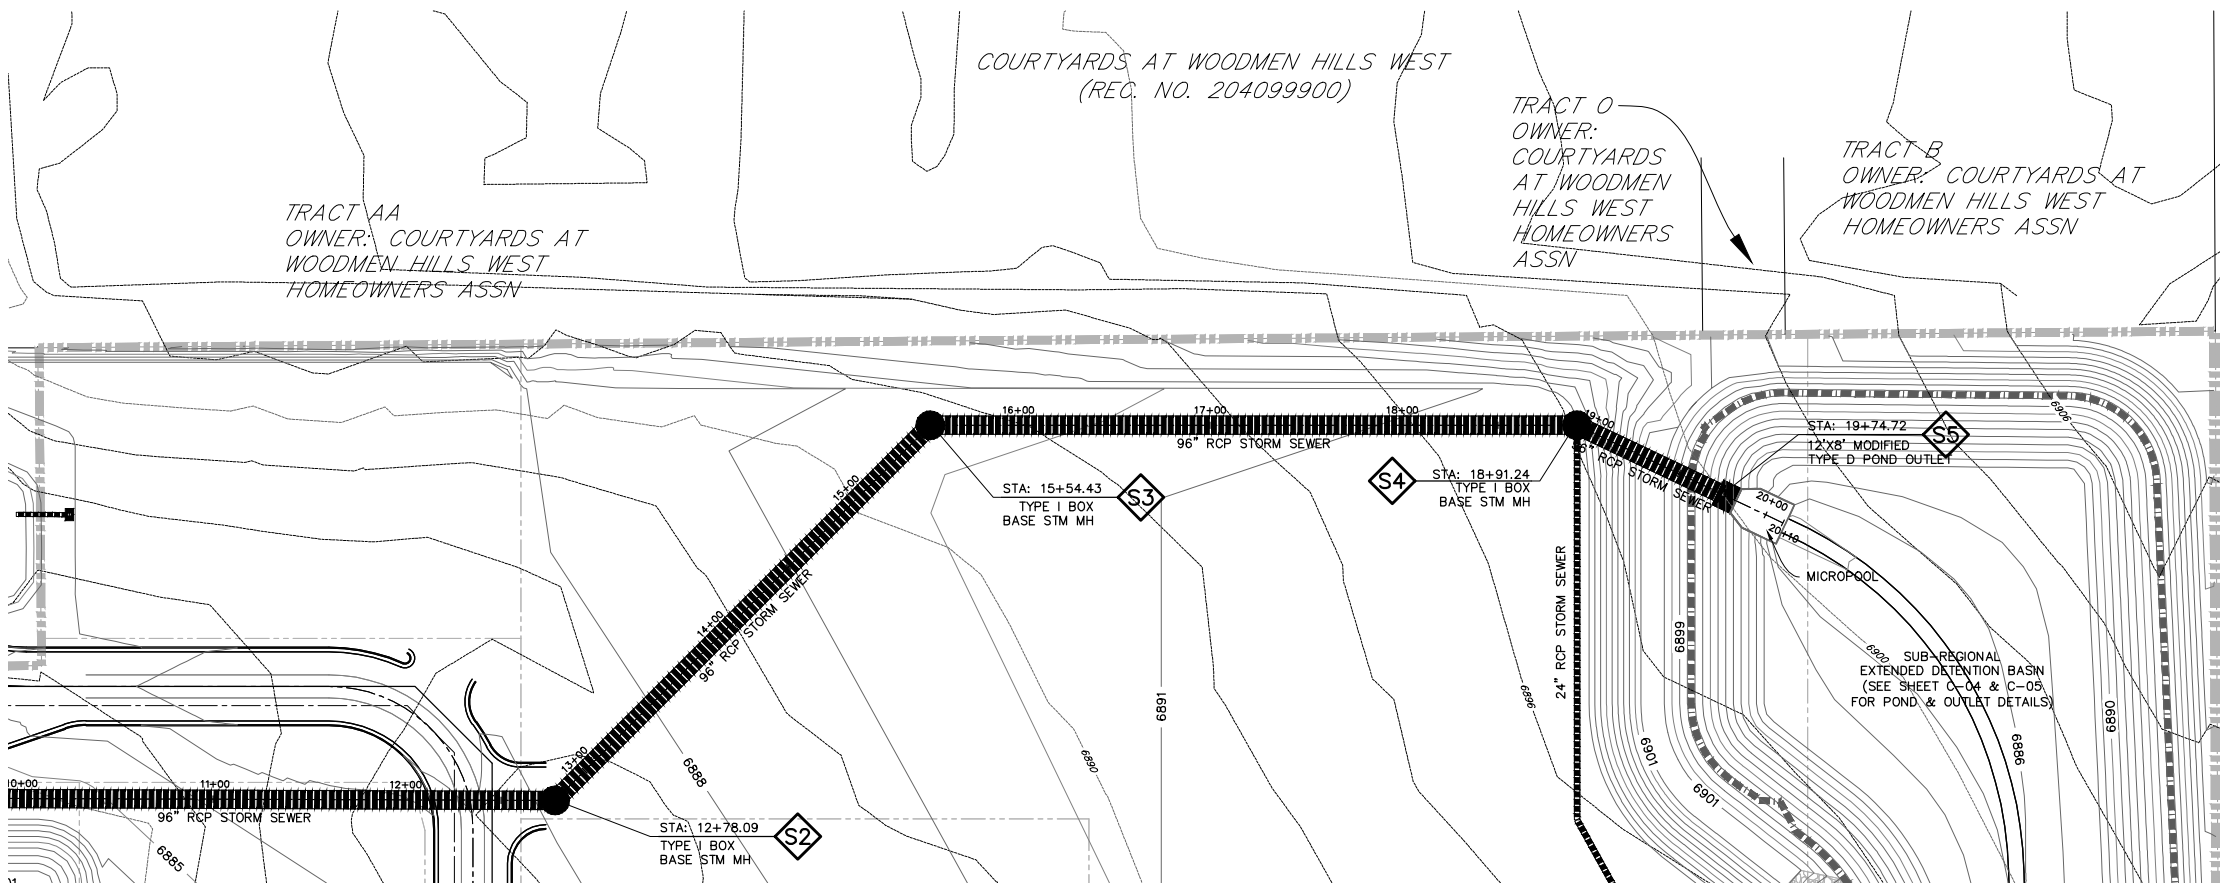 COURTYARDS AT WOODMEN HILLS WEST
(REC. NO. 204099900)
TRACT O
OWNER:
COURTYARDS
AT WOODMEN
HILLS WEST
HOMEOWNERS
ASSN
TRACT B
OWNER: COURTYARDS AT
WOODMEN HILLS WEST
HOMEOWNERS ASSN
TRACT AA
OWNER: COURTYARDS AT
WOODMEN HILLS WEST
HOMEOWNERS ASSN
16+00
17+00
18+00
19+00
96" RCP STORM SEWER
96" RCP STORM SEWER
STA: 19+74.72
12'X8' MODIFIED
TYPE D POND OUTLET
S5
6906
STA: 15+54.43
TYPE I BOX
BASE STM MH
S3
S4
STA: 18+91.24
TYPE I BOX
BASE STM MH
20+00
20+10
MICROPOOL
15+00
14+00
13+00
96" RCP STORM SEWER
24" RCP STORM SEWER
6899
6900
SUB-REGIONAL
EXTENDED DETENTION BASIN
(SEE SHEET C-04 & C-05
FOR POND & OUTLET DETAILS)
6891
6896
6890
6888
6890
6901
6886
6901
10+00
11+00
12+00
96" RCP STORM SEWER
STA: 12+78.09
TYPE I BOX
BASE STM MH
S2
6885